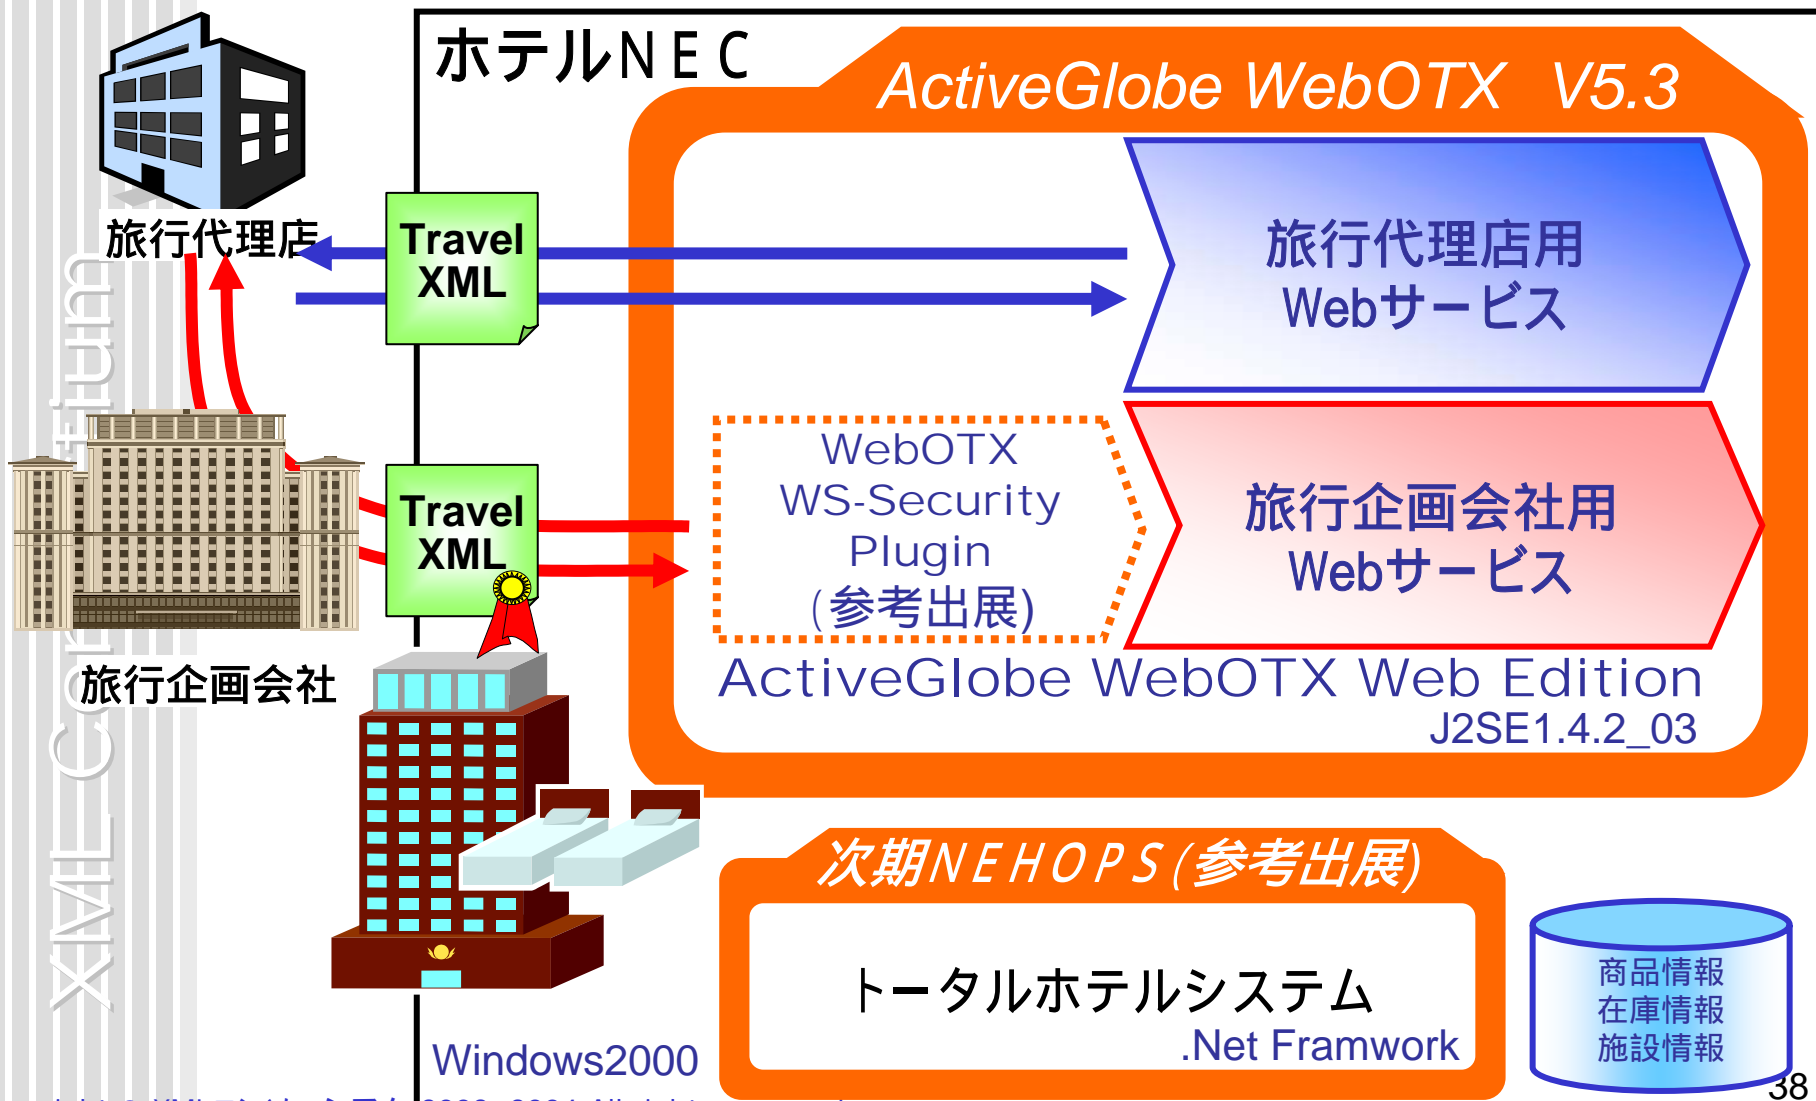 ホテルNEC
ActiveGlobe WebOTX V5.3
旅行代理店
Travel
XML
旅行代理店用
Webサービス
Travel
XML
WebOTX
WS-Security
Plugin
(参考出展)
旅行企画会社用
Webサービス
旅行企画会社
ActiveGlobe WebOTX Web Edition
J2SE1.4.2_03
次期NEHOPS(参考出展)
トータルホテルシステム
.Net Framwork
商品情報
在庫情報
施設情報
Windows2000
38